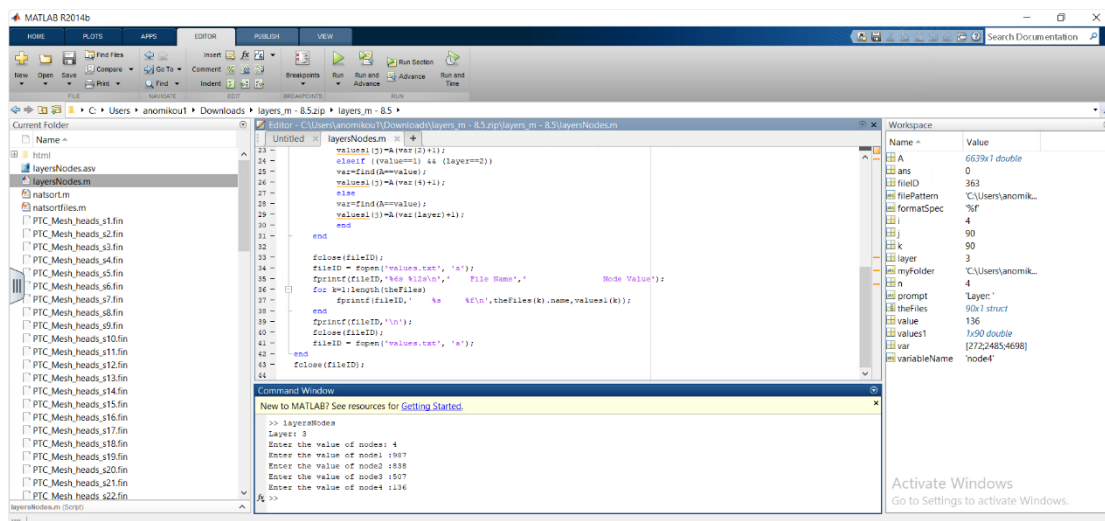 MATLAB R2014b
HOME PLOTS APPS EDITOR PUBLISH VIEW
Search Documentation
New Open Save Find Files Compare Print Go To Find Insert Comment Indent Breakpoints Run Run and Advance Run Section Advance Run and Time
FILE NAVIGATE EDIT BREAKPOINTS RUN
C: Users anomikou1 Downloads layers_m - 8.5.zip layers_m - 8.5
Current Folder
Name
html
layersNodes.asv
layersNodes.m
natsort.m
natsortfiles.m
PTC_Mesh_heads_s1.fin
PTC_Mesh_heads_s2.fin
PTC_Mesh_heads_s3.fin
PTC_Mesh_heads_s4.fin
PTC_Mesh_heads_s5.fin
PTC_Mesh_heads_s6.fin
PTC_Mesh_heads_s7.fin
PTC_Mesh_heads_s8.fin
PTC_Mesh_heads_s9.fin
PTC_Mesh_heads_s10.fin
PTC_Mesh_heads_s11.fin
PTC_Mesh_heads_s12.fin
PTC_Mesh_heads_s13.fin
PTC_Mesh_heads_s14.fin
PTC_Mesh_heads_s15.fin
PTC_Mesh_heads_s16.fin
PTC_Mesh_heads_s17.fin
PTC_Mesh_heads_s18.fin
PTC_Mesh_heads_s19.fin
PTC_Mesh_heads_s20.fin
PTC_Mesh_heads_s21.fin
PTC_Mesh_heads_s22.fin
layersNodes.m (Script)
Editor - C:\Users\anomikou1\Downloads\layers_m - 8.5.zip\layers_m - 8.5\layersNodes.m
Untitled layersNodes.m
23 values1(j)=A(var(2)+1);
24 elseif ((value==1) && (layer==2))
25 var=find(A==value);
26 values1(j)=A(var(4)+1);
27 else
28 var=find(A==value);
29 values1(j)=A(var(layer)+1);
30 end
31 end
32
33 fclose(fileID);
34 fileID = fopen('values.txt', 'a');
35 fprintf(fileID,'%6s %12s\n',' File Name',' Node Value');
36 for k=1:length(theFiles)
37 fprintf(fileID,' %s %f\n',theFiles(k).name,values1(k));
38 end
39 fprintf(fileID,'\n');
40 fclose(fileID);
41 fileID = fopen('values.txt', 'a');
42 end
43 fclose(fileID);
44
Command Window
New to MATLAB? See resources for Getting Started.
>> layersNodes
Layer: 3
Enter the value of nodes: 4
Enter the value of node1 :907
Enter the value of node2 :838
Enter the value of node3 :507
Enter the value of node4 :136
fx >>
Workspace
Name Value
A 6639x1 double
ans 0
fileID 363
filePattern 'C:\Users\anomik...
formatSpec '%f'
i 4
j 90
k 90
layer 3
myFolder 'C:\Users\anomik...
n 4
prompt 'Layer: '
theFiles 90x1 struct
value 136
values1 1x90 double
var [272;2485;4698]
variableName 'node4'
Activate Windows
Go to Settings to activate Windows.